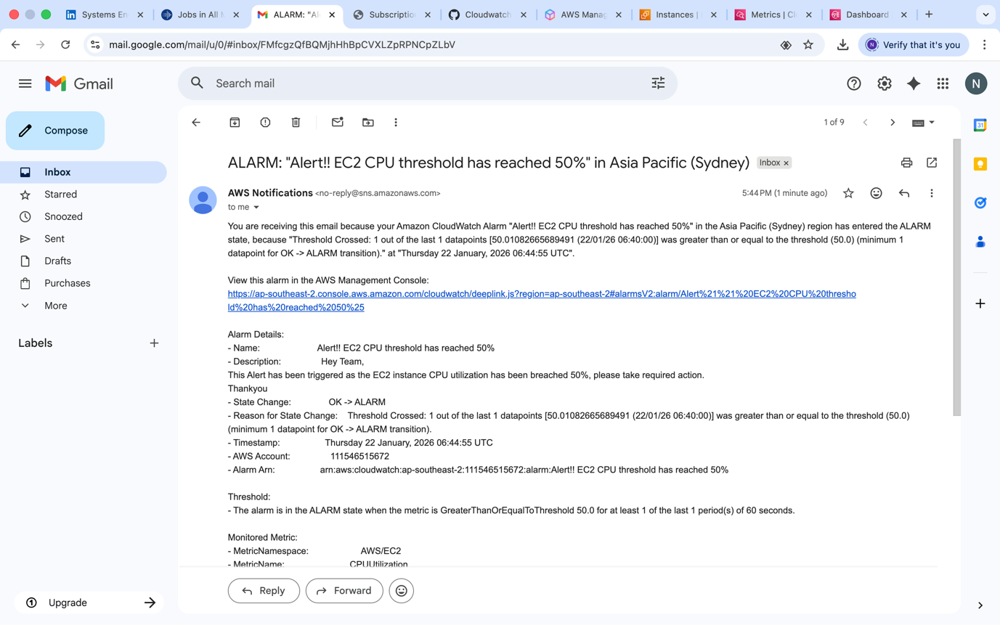 Systems En
Jobs in All M
ALARM: "Al
Subscription
Cloudwatch
AWS Manag
Instances |
Metrics | Cl
Dashboard
mail.google.com/mail/u/0/#inbox/FMfcgzQfBQMjhHhBpCVXLZpRPNCpZLbV
N
Verify that it's you
Gmail
Search mail
N
Compose
1 of 9
31
Inbox
Starred
Snoozed
Sent
Drafts
Purchases
More
Labels
Upgrade
ALARM: "Alert!! EC2 CPU threshold has reached 50%" in Asia Pacific (Sydney)
Inbox
AWS Notifications <no-reply@sns.amazonaws.com>
5:44 PM (1 minute ago)
to me
You are receiving this email because your Amazon CloudWatch Alarm "Alert!! EC2 CPU threshold has reached 50%" in the Asia Pacific (Sydney) region has entered the ALARM
state, because "Threshold Crossed: 1 out of the last 1 datapoints [50.01082665689491 (22/01/26 06:40:00)] was greater than or equal to the threshold (50.0) (minimum 1
datapoint for OK -> ALARM transition)." at "Thursday 22 January, 2026 06:44:55 UTC".
View this alarm in the AWS Management Console:
https://ap-southeast-2.console.aws.amazon.com/cloudwatch/deeplink.js?region=ap-southeast-2#alarmsV2:alarm/Alert%21%21%20EC2%20CPU%20thresho
ld%20has%20reached%2050%25
Alarm Details:
- Name: Alert!! EC2 CPU threshold has reached 50%
- Description: Hey Team,
This Alert has been triggered as the EC2 instance CPU utilization has been breached 50%, please take required action.
Thankyou
- State Change: OK -> ALARM
- Reason for State Change: Threshold Crossed: 1 out of the last 1 datapoints [50.01082665689491 (22/01/26 06:40:00)] was greater than or equal to the threshold (50.0)
(minimum 1 datapoint for OK -> ALARM transition).
- Timestamp: Thursday 22 January, 2026 06:44:55 UTC
- AWS Account: 111546515672
- Alarm Arn: arn:aws:cloudwatch:ap-southeast-2:111546515672:alarm:Alert!! EC2 CPU threshold has reached 50%
Threshold:
- The alarm is in the ALARM state when the metric is GreaterThanOrEqualToThreshold 50.0 for at least 1 of the last 1 period(s) of 60 seconds.
Monitored Metric:
- MetricNamespace: AWS/EC2
- MetricName: CPUUtilization
Reply
Forward